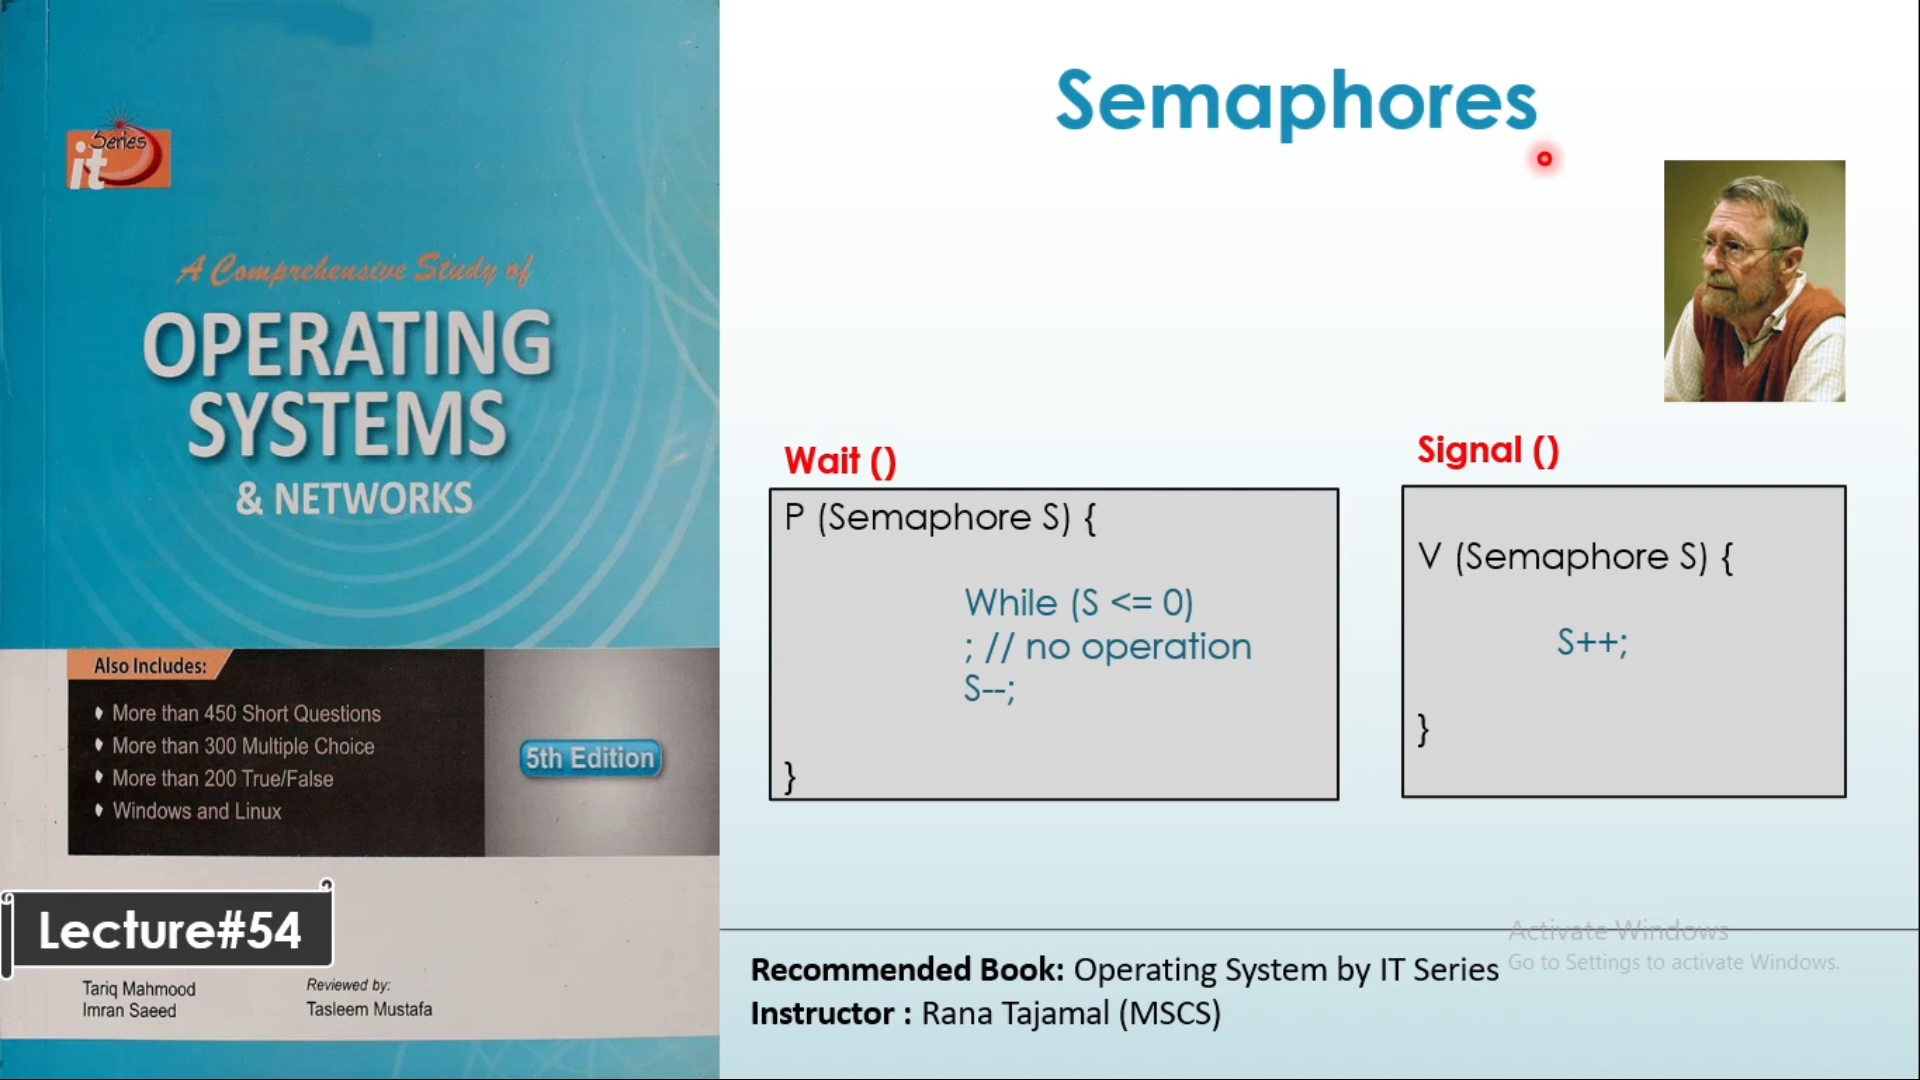 it Series
A Comprehensive Study of
OPERATING
SYSTEMS
& NETWORKS
Also Includes:
More than 450 Short Questions
More than 300 Multiple Choice
More than 200 True/False
Windows and Linux
5th Edition
Lecture#54
Tariq Mahmood
Imran Saeed
Reviewed by:
Tasleem Mustafa
Semaphores
Wait ()
P (Semaphore S) {
While (S <= 0)
; // no operation
S--;
}
Signal ()
V (Semaphore S) {
S++;
}
Recommended Book: Operating System by IT Series
Instructor : Rana Tajamal (MSCS)
Activate Windows
Go to Settings to activate Windows.